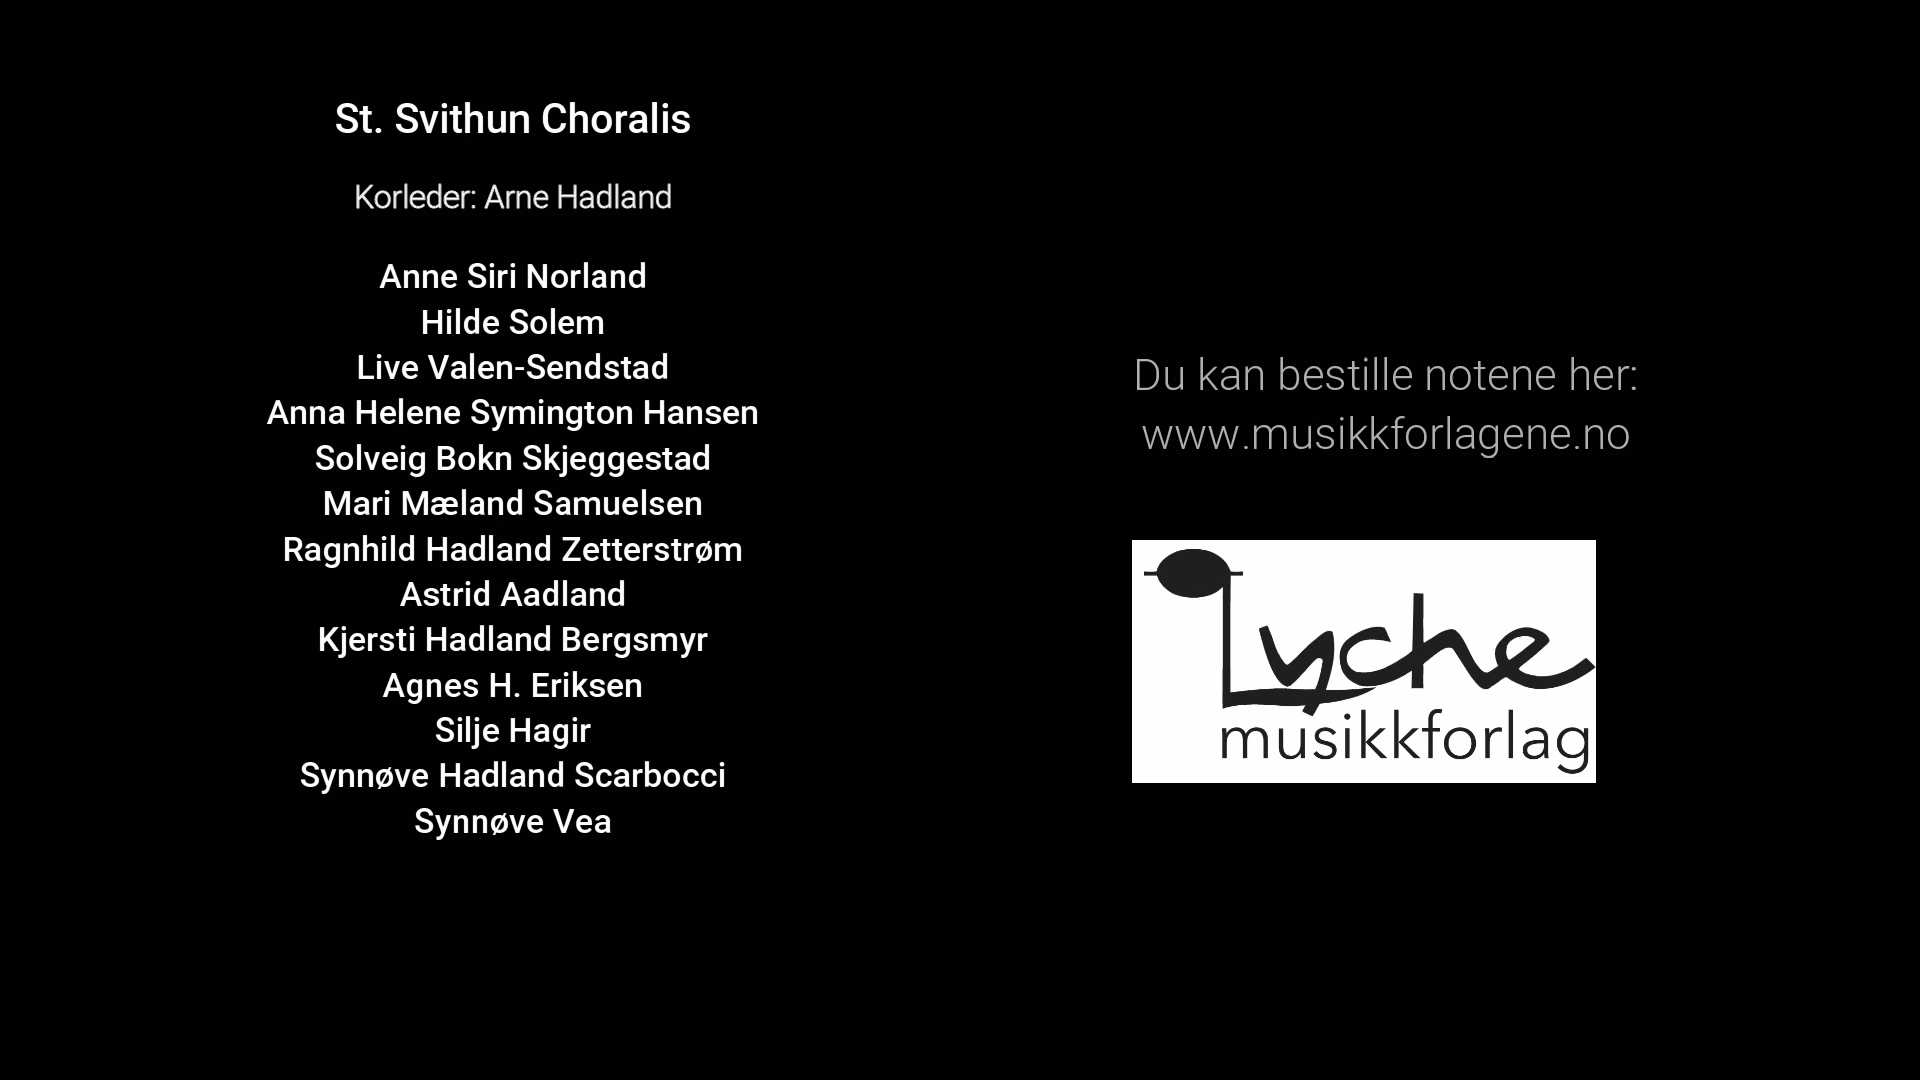 St. Svithun Choralis
Korleder: Arne Hadland
Anne Siri Norland
Hilde Solem
Live Valen-Sendstad
Anna Helene Symington Hansen
Solveig Bokn Skjeggestad
Mari Mæland Samuelsen
Ragnhild Hadland Zetterstrøm
Astrid Aadland
Kjersti Hadland Bergsmyr
Agnes H. Eriksen
Silje Hagir
Synnøve Hadland Scarbocci
Synnøve Vea
Du kan bestille notene her:
www.musikkforlagene.no
Lyche
musikkforlag